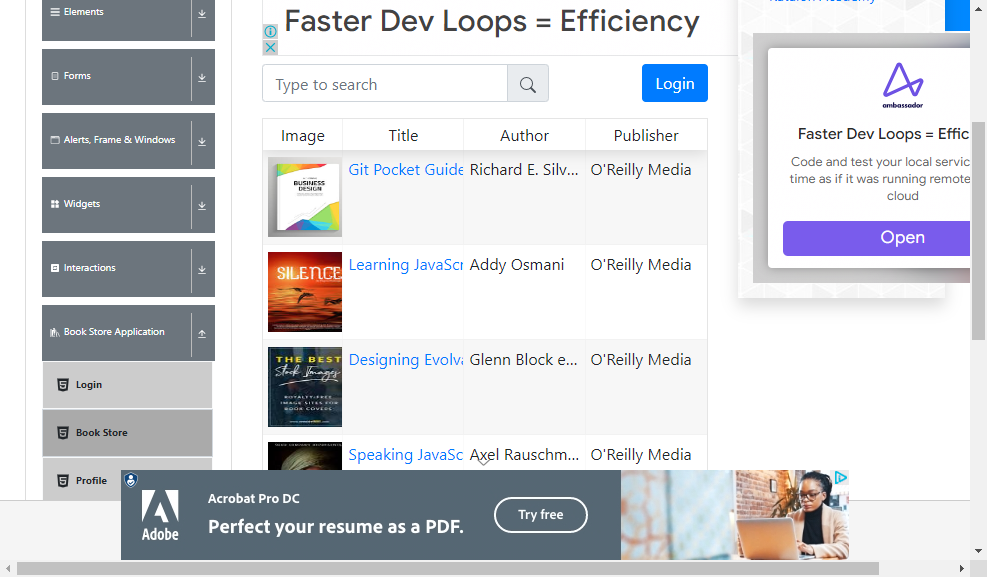 Elements
Forms
Alerts, Frame & Windows
Widgets
Interactions
Book Store Application
Login
Book Store
Profile
Faster Dev Loops = Efficiency
Type to search
Login
Image Title Author Publisher
Git Pocket Guide Richard E. Silv... O'Reilly Media
BUSINESS
DESIGN
Learning JavaScr Addy Osmani O'Reilly Media
SILENCE
Designing Evolva Glenn Block e... O'Reilly Media
THE BEST
Stock Images
ROYALTY-FREE
IMAGE SITES FOR
BOOK COVERS
Speaking JavaSc Axel Rauschm... O'Reilly Media
ambassador
Faster Dev Loops = Effic
Code and test your local servic
time as if it was running remote
cloud
Open
Adobe
Acrobat Pro DC
Perfect your resume as a PDF.
Try free